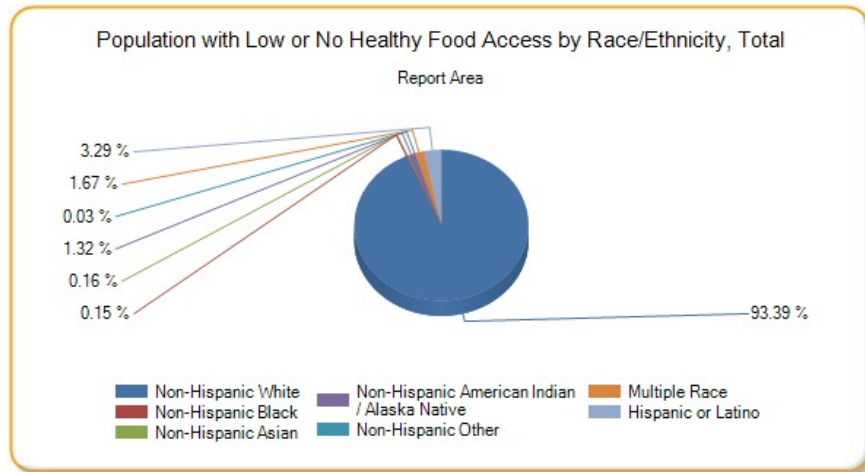 Population with Low or No Healthy Food Access by Race/Ethnicity, Total
Report Area
3.29 %
1.67 %
0.03 %
1.32 %
0.16 %
0.15 %
93.39 %
Non-Hispanic White
Non-Hispanic Black
Non-Hispanic Asian
Non-Hispanic American Indian
/ Alaska Native
Non-Hispanic Other
Multiple Race
Hispanic or Latino